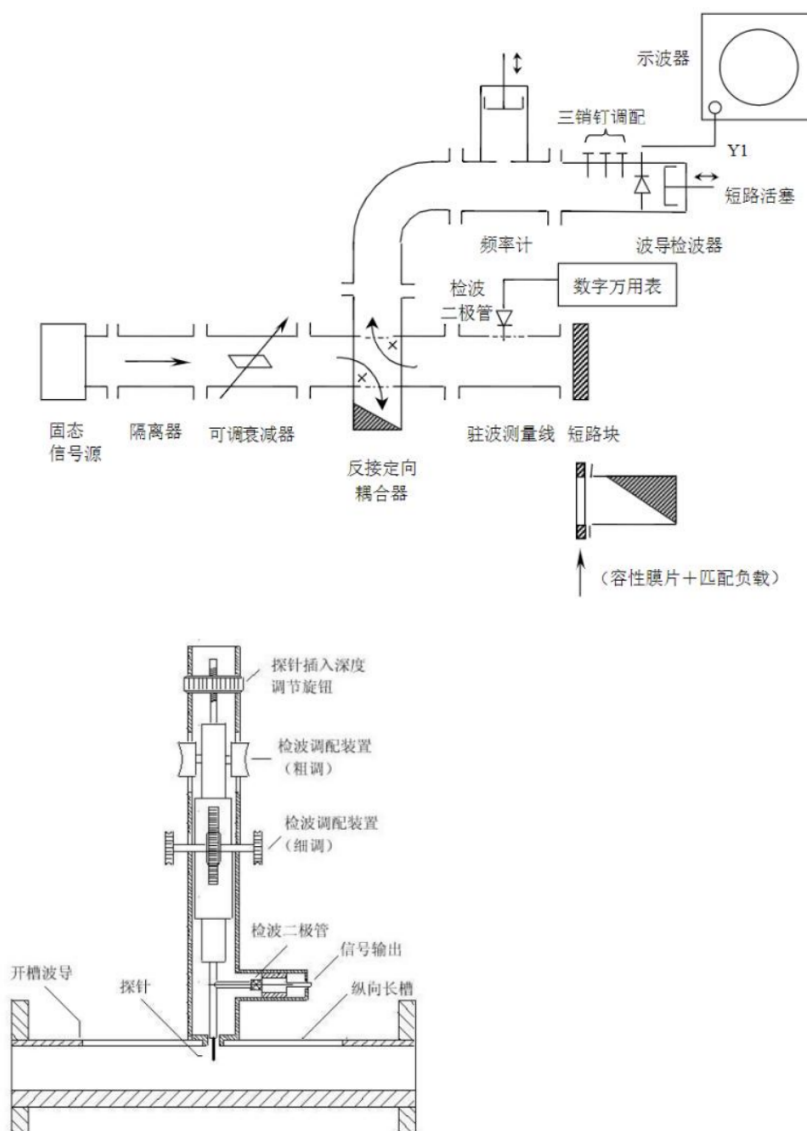 示波器
三销钉调配
Y1
短路活塞
频率计
波导检波器
检波
二极管
数字万用表
固态
信号源
隔离器
可调衰减器
反接定向
耦合器
驻波测量线
短路块
（容性膜片＋匹配负载）
探针插入深度
调节旋钮
检波调配装置
（粗调）
检波调配装置
（细调）
检波二极管
信号输出
开槽波导
探针
纵向长槽